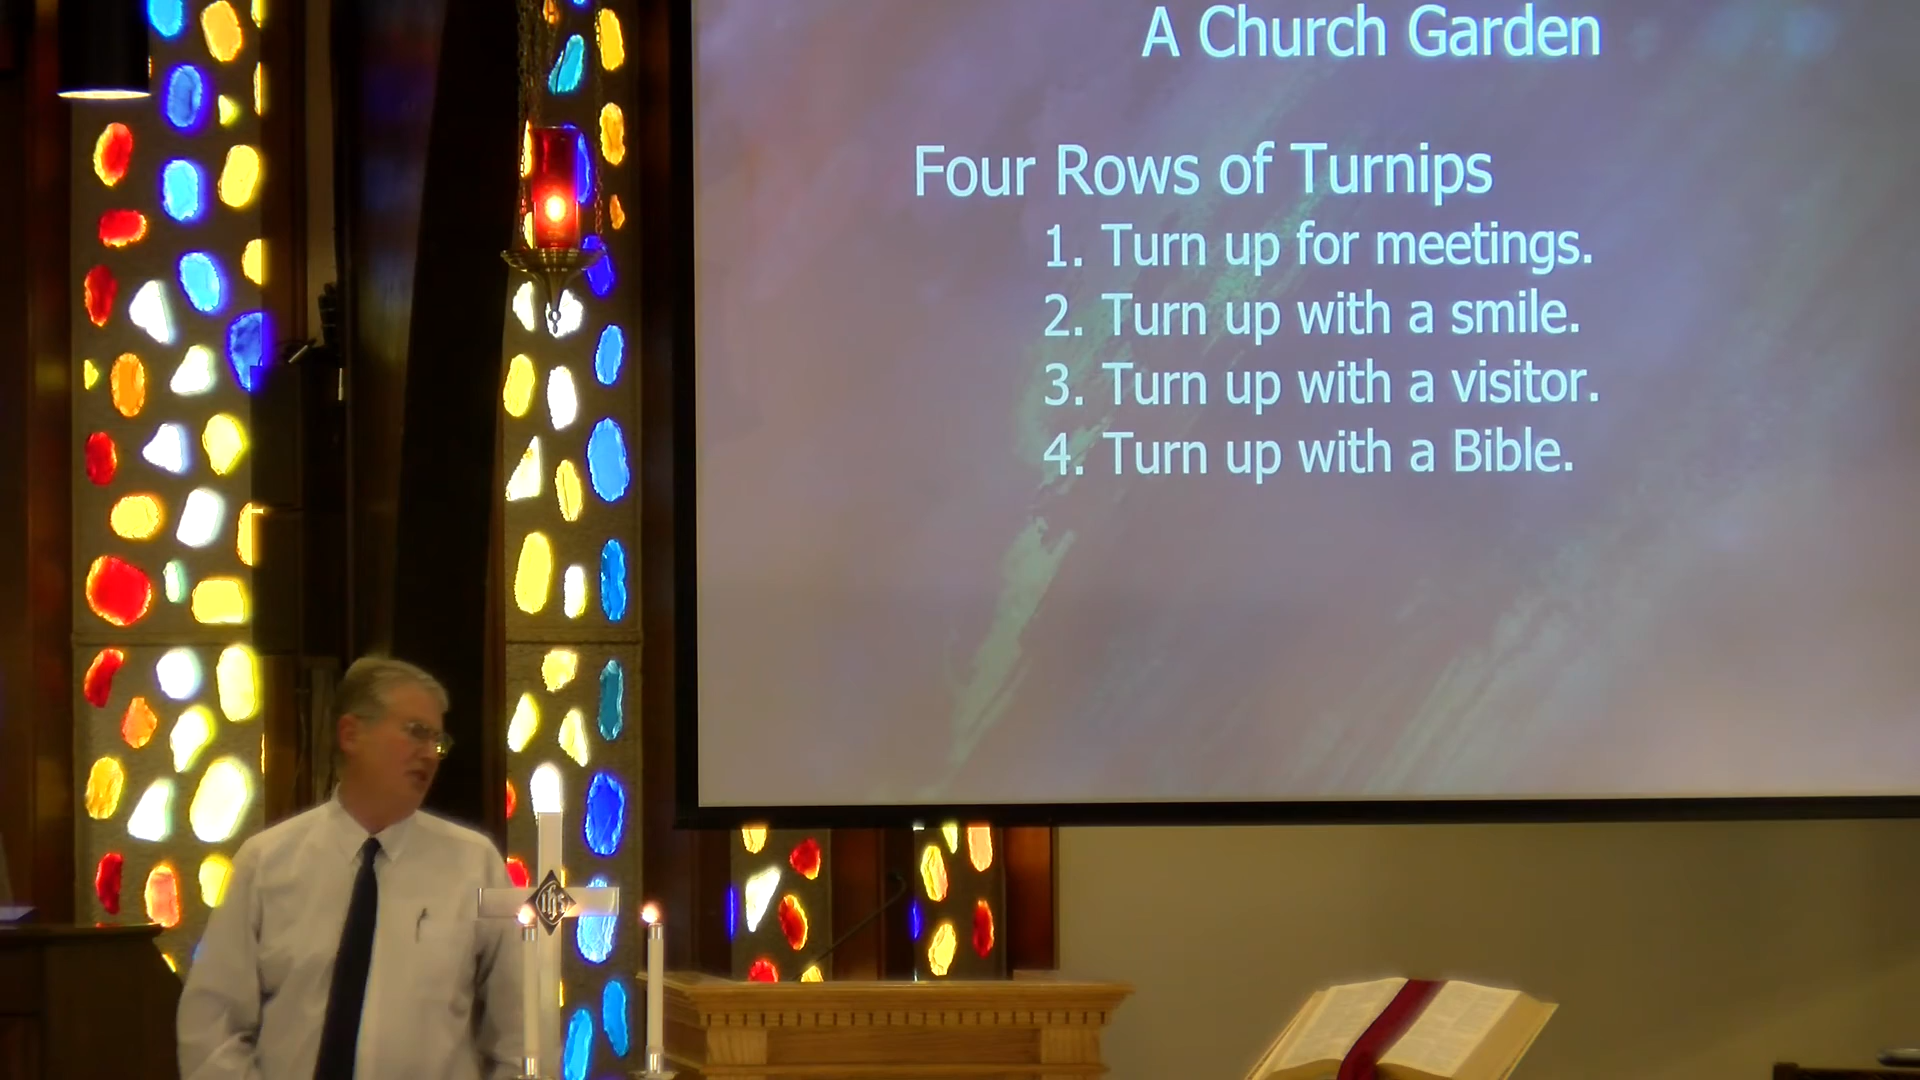 A Church Garden
Four Rows of Turnips
1. Turn up for meetings.
2. Turn up with a smile.
3. Turn up with a visitor.
4. Turn up with a Bible.
ihs